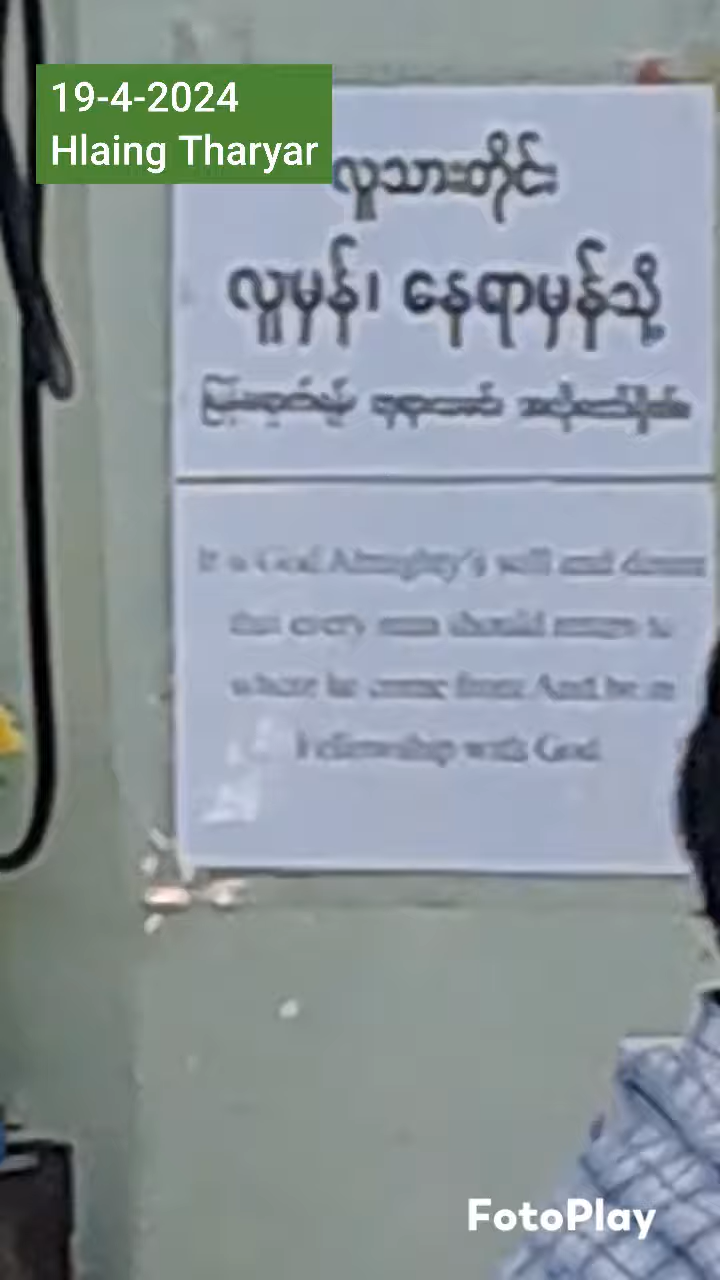 19-4-2024
Hlaing Tharyar
လူသားတိုင်း
လူမှန်၊ နေရာမှန်သို့
It is God Almighty's will and desire
that every man should return to
where he come from And be in
Fellowship with God
FotoPlay